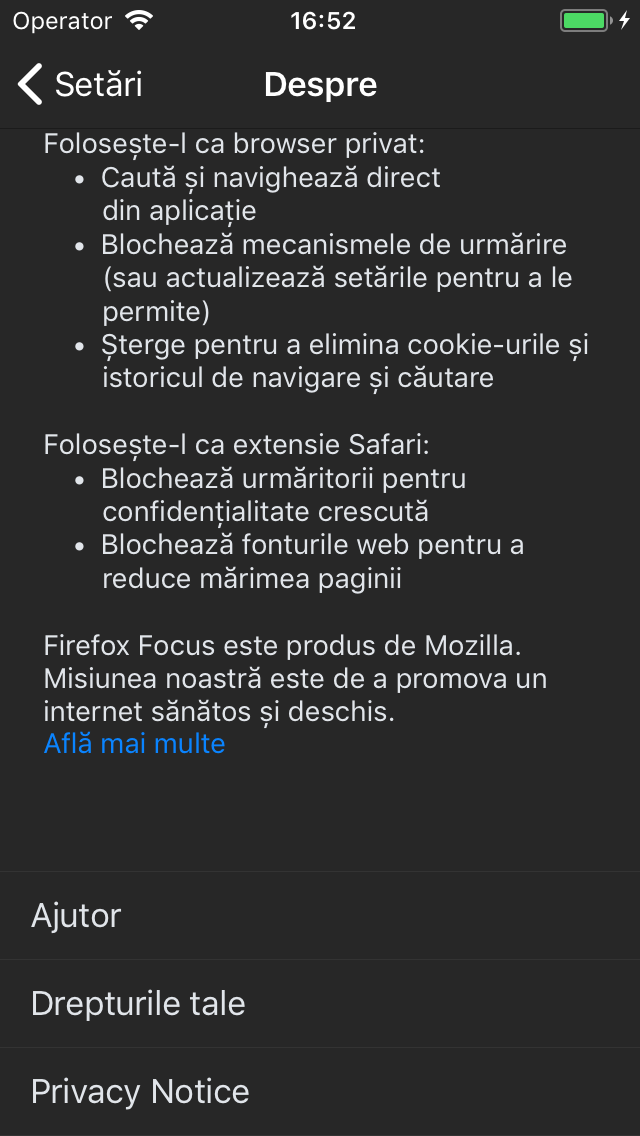 Operator 16:52
Setări Despre
Folosește-l ca browser privat:
• Caută și navighează direct
din aplicație
• Blochează mecanismele de urmărire
(sau actualizează setările pentru a le
permite)
• Șterge pentru a elimina cookie-urile și
istoricul de navigare și căutare
Folosește-l ca extensie Safari:
• Blochează urmăritorii pentru
confidențialitate crescută
• Blochează fonturile web pentru a
reduce mărimea paginii
Firefox Focus este produs de Mozilla.
Misiunea noastră este de a promova un
internet sănătos și deschis.
Află mai multe
Ajutor
Drepturile tale
Privacy Notice